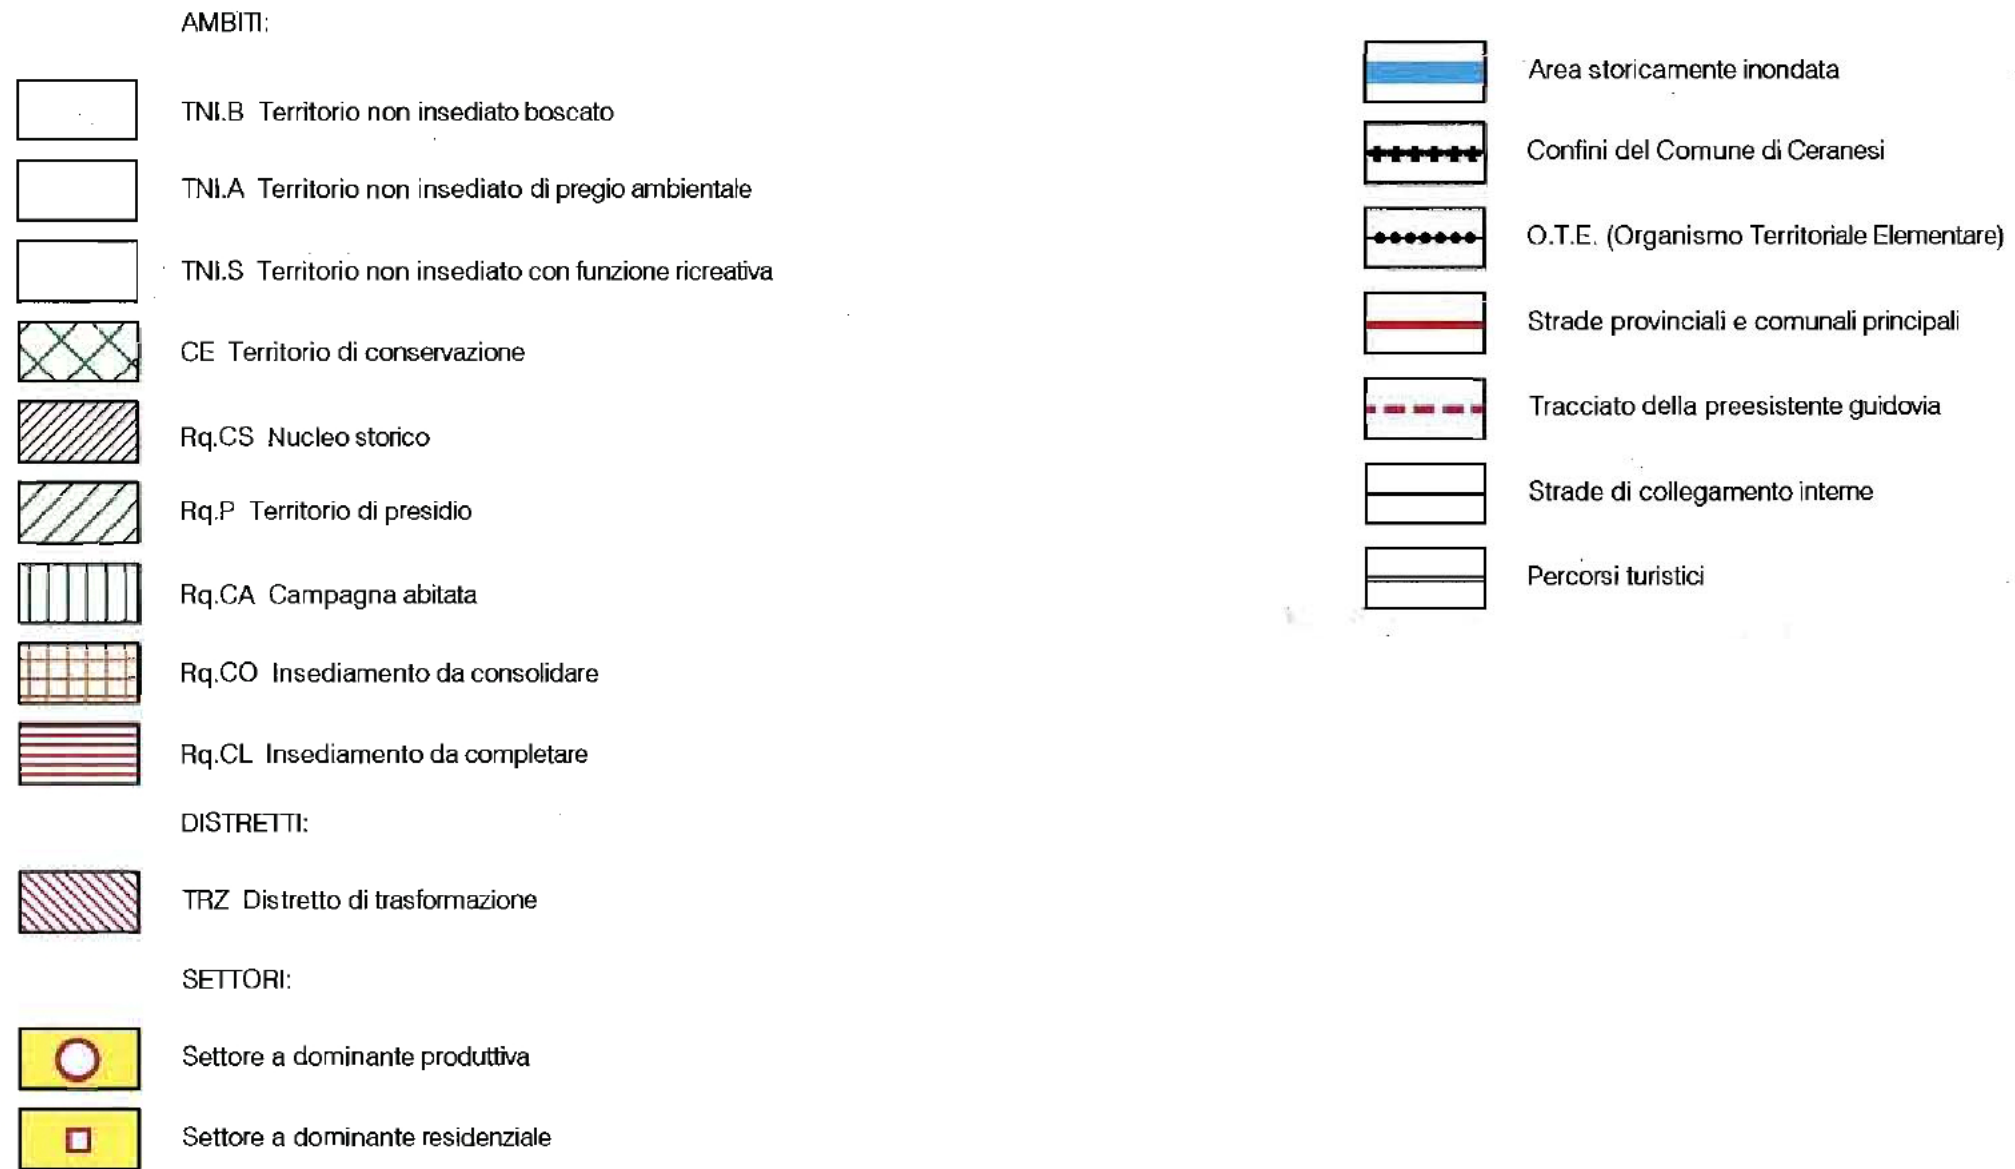 AMBITI:
TNI.B Territorio non insediato boscato
TNI.A Territorio non insediato di pregio ambientale
TNI.S Territorio non insediato con funzione ricreativa
CE Territorio di conservazione
Rq.CS Nucleo storico
Rq.P Territorio di presidio
Rq.CA Campagna abitata
Rq.CO Insediamento da consolidare
Rq.CL Insediamento da completare
DISTRETTI:
TRZ Distretto di trasformazione
SETTORI:
Settore a dominante produttiva
Settore a dominante residenziale
Area storicamente inondata
Confini del Comune di Ceranesi
O.T.E. (Organismo Territoriale Elementare)
Strade provinciali e comunali principali
Tracciato della preesistente guidovia
Strade di collegamento interne
Percorsi turistici